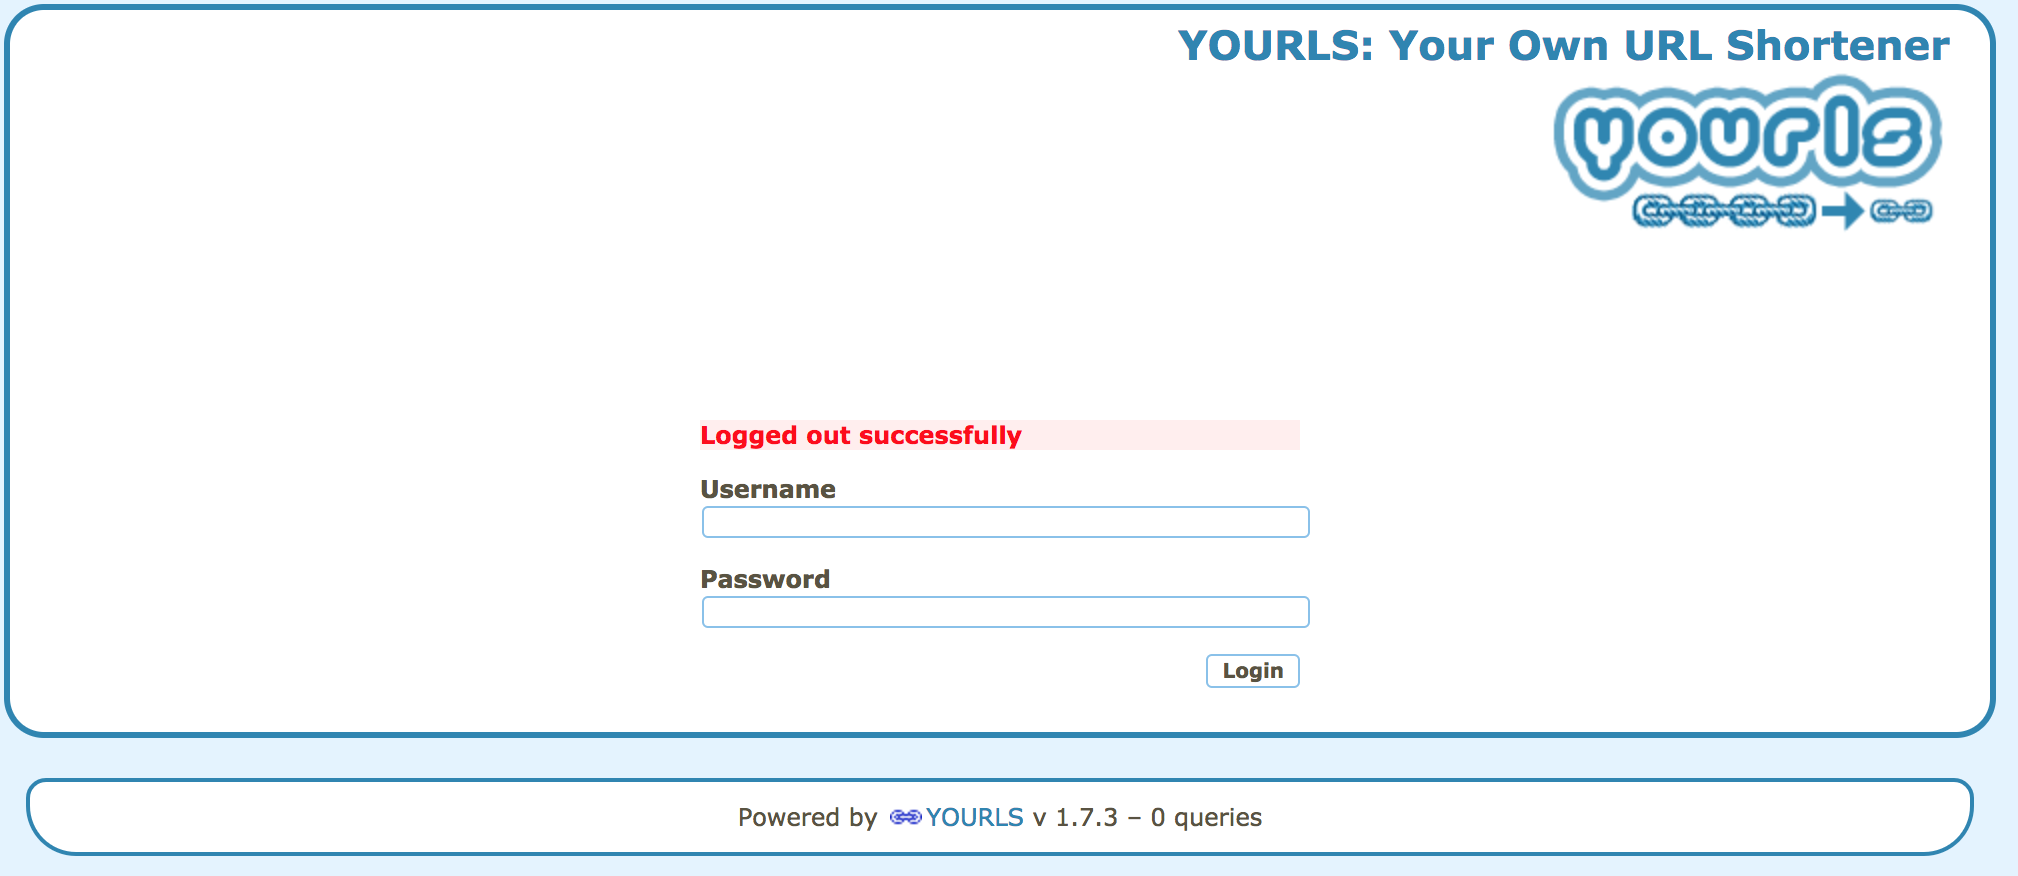 YOURLS: Your Own URL Shortener
yourls
Logged out successfully
Username
Password
Login
Powered by YOURLS v 1.7.3 – 0 queries